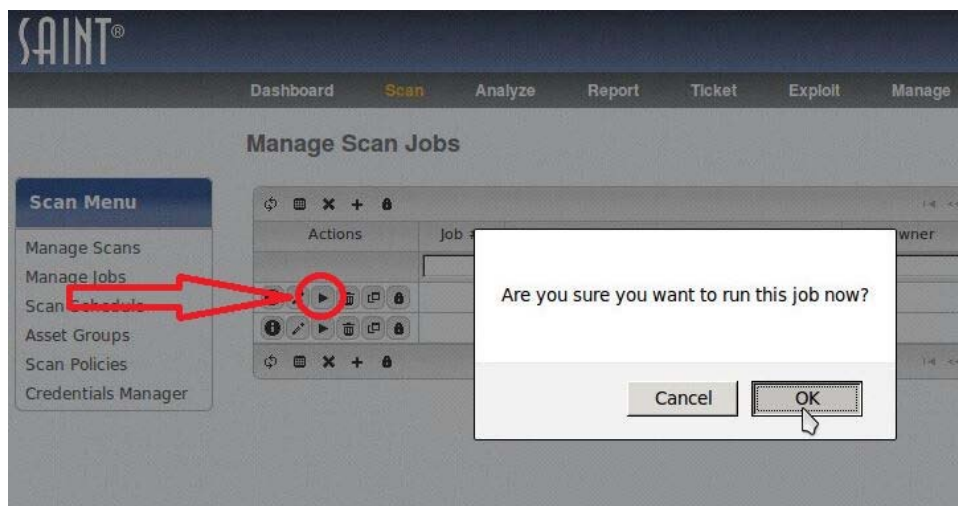 SAINT®
Dashboard Scan Analyze Report Ticket Exploit Manage
Manage Scan Jobs
Scan Menu
Manage Scans
Manage Jobs
Scan Schedule
Asset Groups
Scan Policies
Credentials Manager
Actions Job
Are you sure you want to run this job now?
Cancel OK